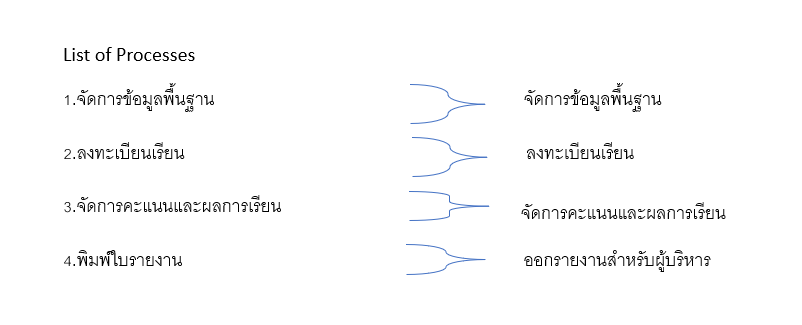 List of Processes
1.จัดการข้อมูลพื้นฐาน
จัดการข้อมูลพื้นฐาน
2.ลงทะเบียนเรียน
ลงทะเบียนเรียน
3.จัดการคะแนนและผลการเรียน
จัดการคะแนนและผลการเรียน
4.พิมพ์ใบรายงาน
ออกรายงานสำหรับผู้บริหาร